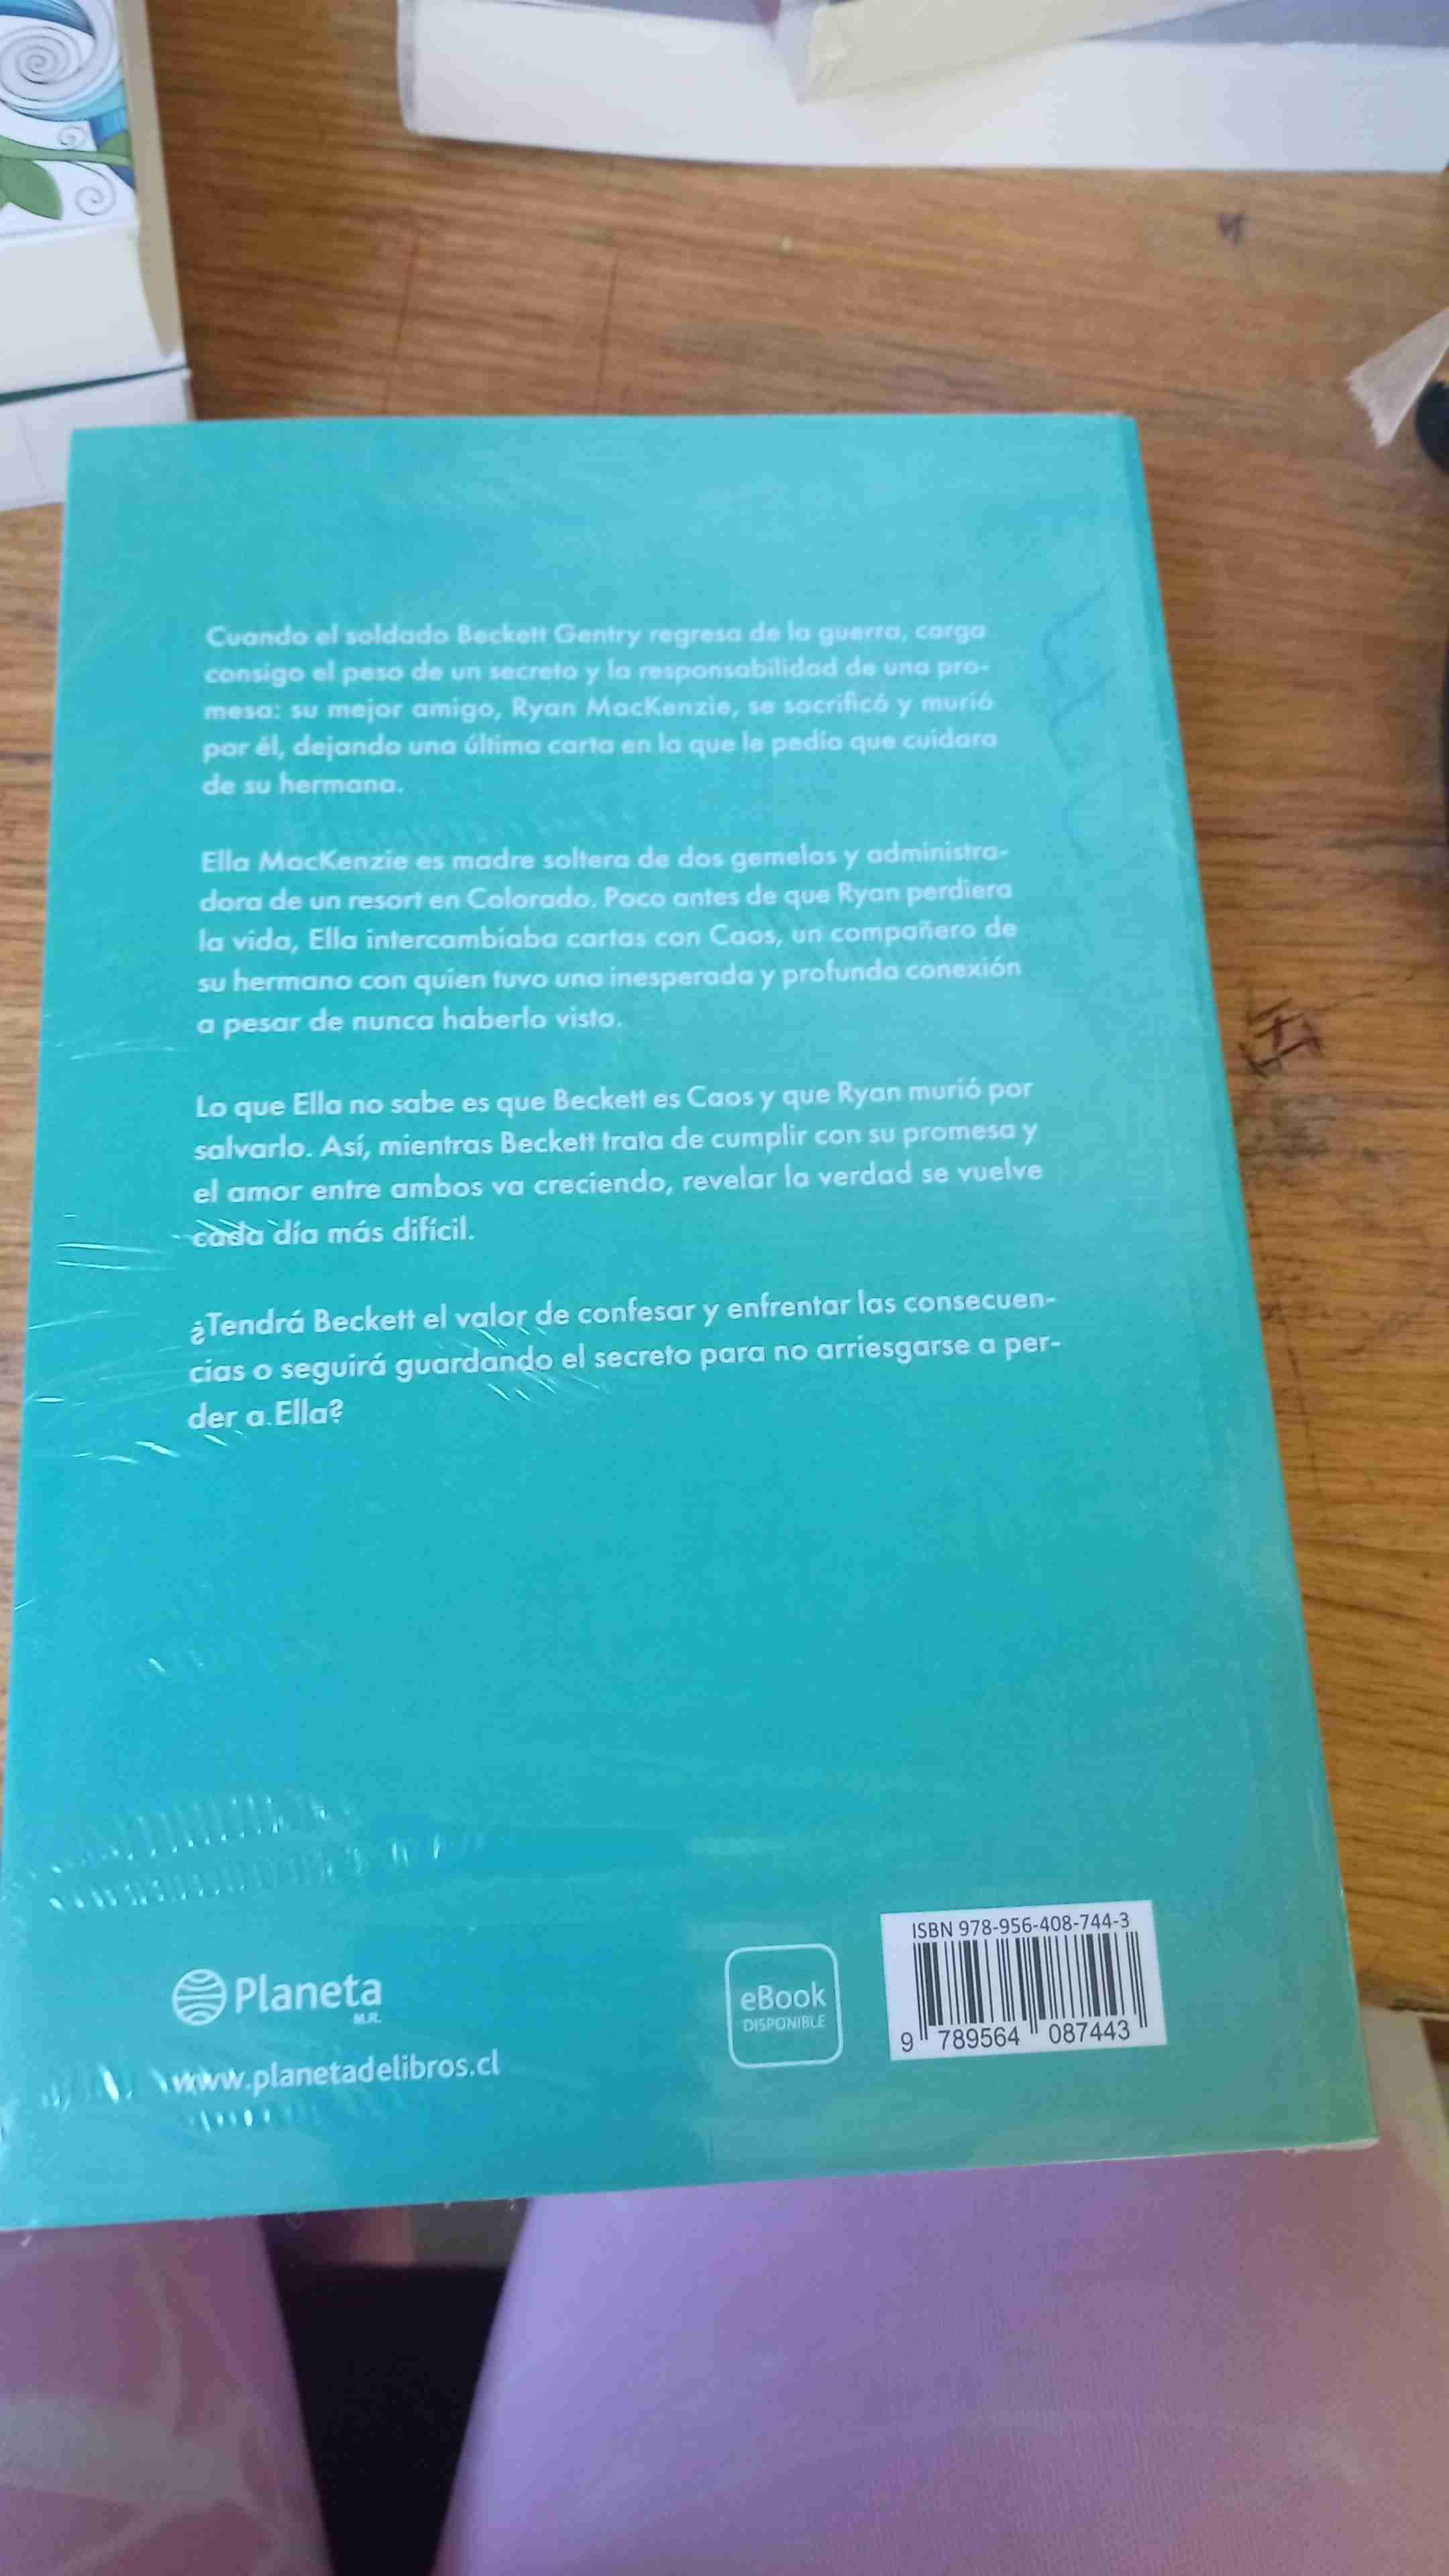 Cuando el soldado Beckett Gentry regresa de la guerra, carga
consigo el peso de un secreto y la responsabilidad de una pro-
mesa: su mejor amigo, Ryan MacKenzie, se sacrificó y murió
por él, dejando una última carta en la que le pedía que cuidara
de su hermana.
Ella MacKenzie es madre soltera de dos gemelos y administra-
dora de un resort en Colorado. Poco antes de que Ryan perdiera
la vida, Ella intercambiaba cartas con Caos, un compañero de
su hermano con quien tuvo una inesperada y profunda conexión
a pesar de nunca haberlo visto.
Lo que Ella no sabe es que Beckett es Caos y que Ryan murió por
salvarlo. Así, mientras Beckett trata de cumplir con su promesa y
el amor entre ambos va creciendo, revelar la verdad se vuelve
cada día más difícil.
¿Tendrá Beckett el valor de confesar y enfrentar las consecuen-
cias o seguirá guardando el secreto para no arriesgarse a per-
der a Ella?
Planeta
M.R.
www.planetadelibros.cl
eBook
DISPONIBLE
ISBN 978-956-408-744-3
9 789564 087443